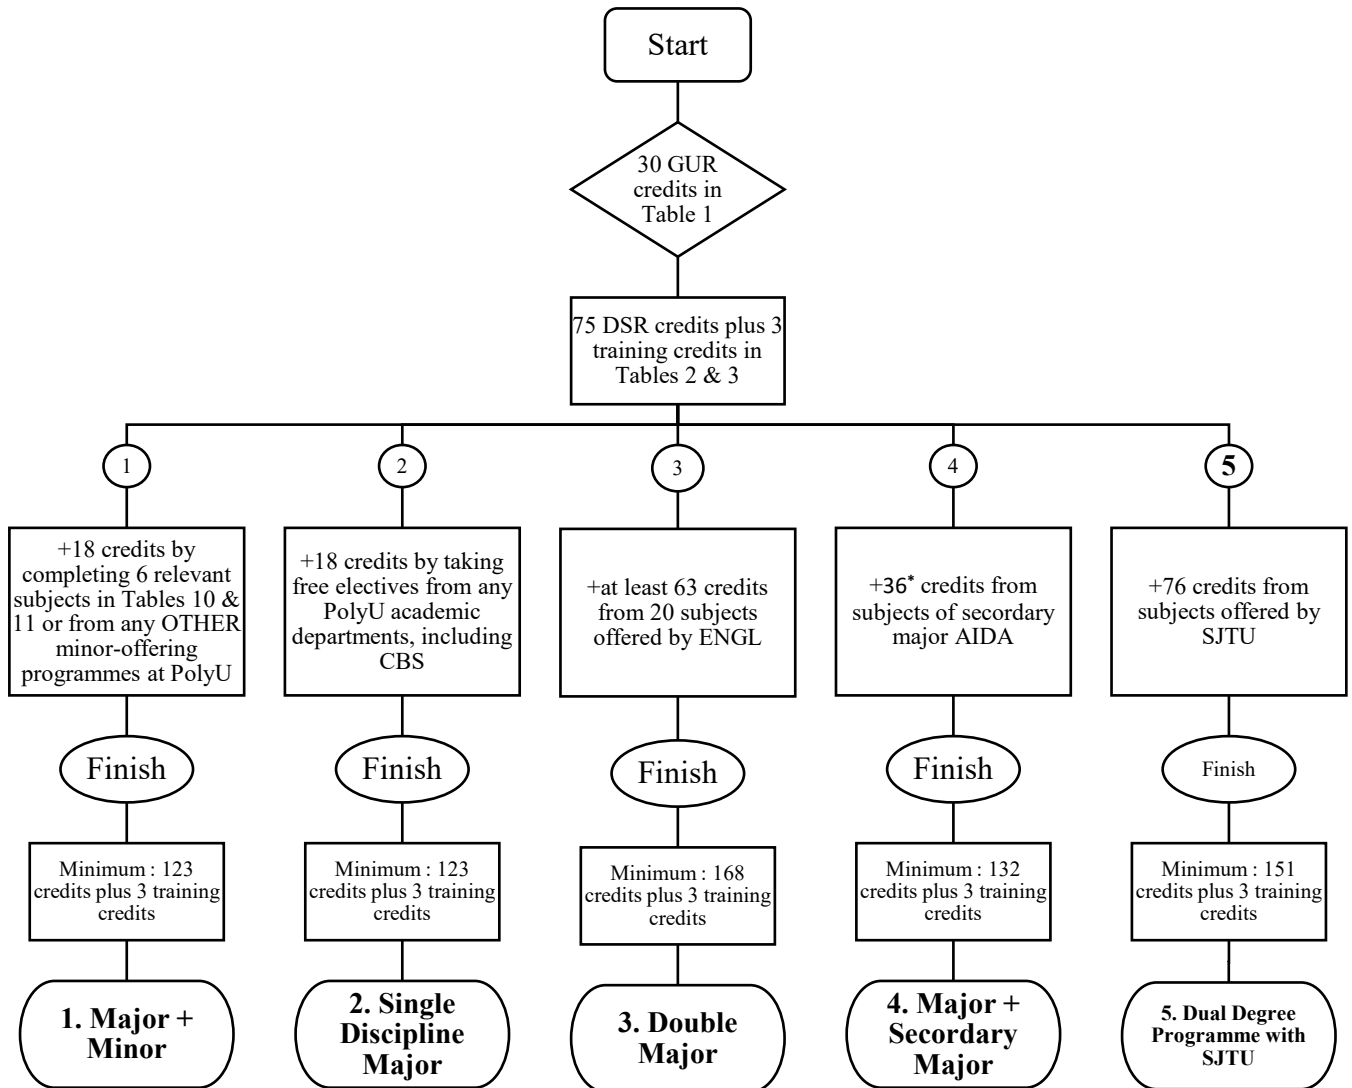 Start
30 GUR
credits in
Table 1
75 DSR credits plus 3
training credits in
Tables 2 & 3
1
2
3
4
5
+18 credits by
completing 6 relevant
subjects in Tables 10 &
11 or from any OTHER
minor-offering
programmes at PolyU
+18 credits by taking
free electives from any
PolyU academic
departments, including
CBS
+at least 63 credits
from 20 subjects
offered by ENGL
+36* credits from
subjects of secordary
major AIDA
+76 credits from
subjects offered by
SJTU
Finish
Finish
Finish
Finish
Finish
Minimum : 123
credits plus 3 training
credits
Minimum : 123
credits plus 3 training
credits
Minimum : 168
credits plus 3 training
credits
Minimum : 132
credits plus 3 training
credits
Minimum : 151
credits plus 3 training
credits
1. Major +
Minor
2. Single
Discipline
Major
3. Double
Major
4. Major +
Secordary
Major
5. Dual Degree
Programme with
SJTU